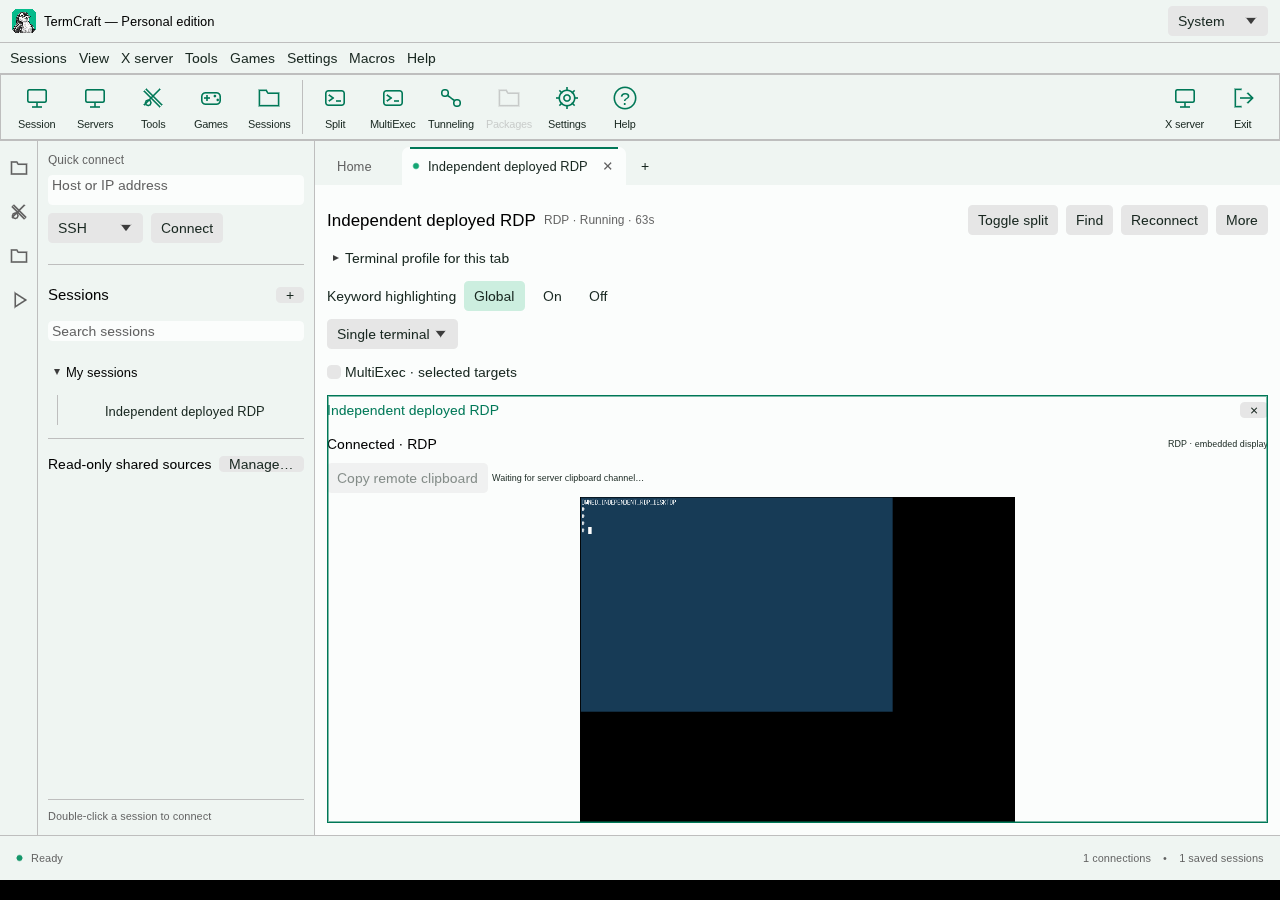 TermCraft — Personal edition
System
Sessions View X server Tools Games Settings Macros Help
Session Servers Tools Games Sessions Split MultiExec Tunneling Packages Settings Help X server Exit
Quick connect
Host or IP address
SSH Connect
Sessions +
Search sessions
My sessions
Independent deployed RDP
Read-only shared sources Manage…
Double-click a session to connect
Home Independent deployed RDP ✕ +
Independent deployed RDP RDP · Running · 63s Toggle split Find Reconnect More
Terminal profile for this tab
Keyword highlighting Global On Off
Single terminal
MultiExec · selected targets
Independent deployed RDP ✕
Connected · RDP RDP · embedded display
Copy remote clipboard Waiting for server clipboard channel…
Ready 1 connections • 1 saved sessions